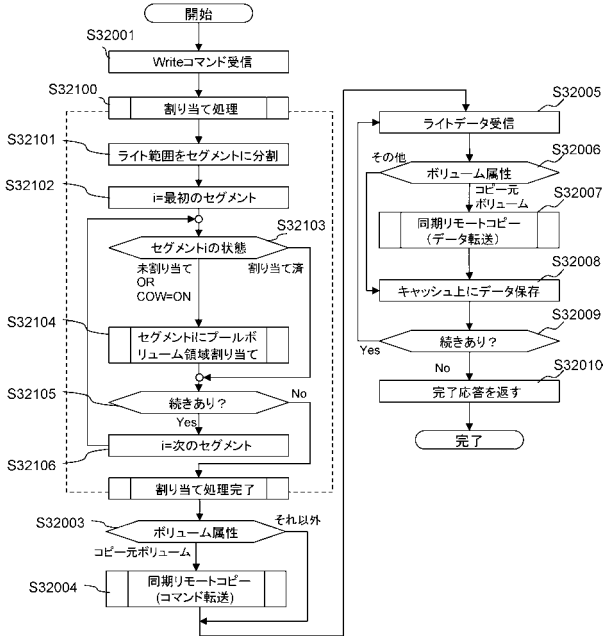 開始
S32001
Writeコマンド受信
S32100
割り当て処理
S32101
ライト範囲をセグメントに分割
S32102
i=最初のセグメント
S32103
セグメントiの状態
未割り当て
OR
COW=ON
割り当て済
S32104
セグメントiにプールボ
リューム領域割り当て
S32105
続きあり?
No
Yes
S32106
i=次のセグメント
割り当て処理完了
S32003
ボリューム属性
それ以外
コピー元ボリューム
S32004
同期リモートコピー
(コマンド転送)
S32005
ライトデータ受信
S32006
その他
ボリューム属性
コピー元
ボリューム
S32007
同期リモートコピー
(データ転送)
S32008
キャッシュ上にデータ保存
S32009
続きあり?
Yes
No
S32010
完了応答を返す
完了